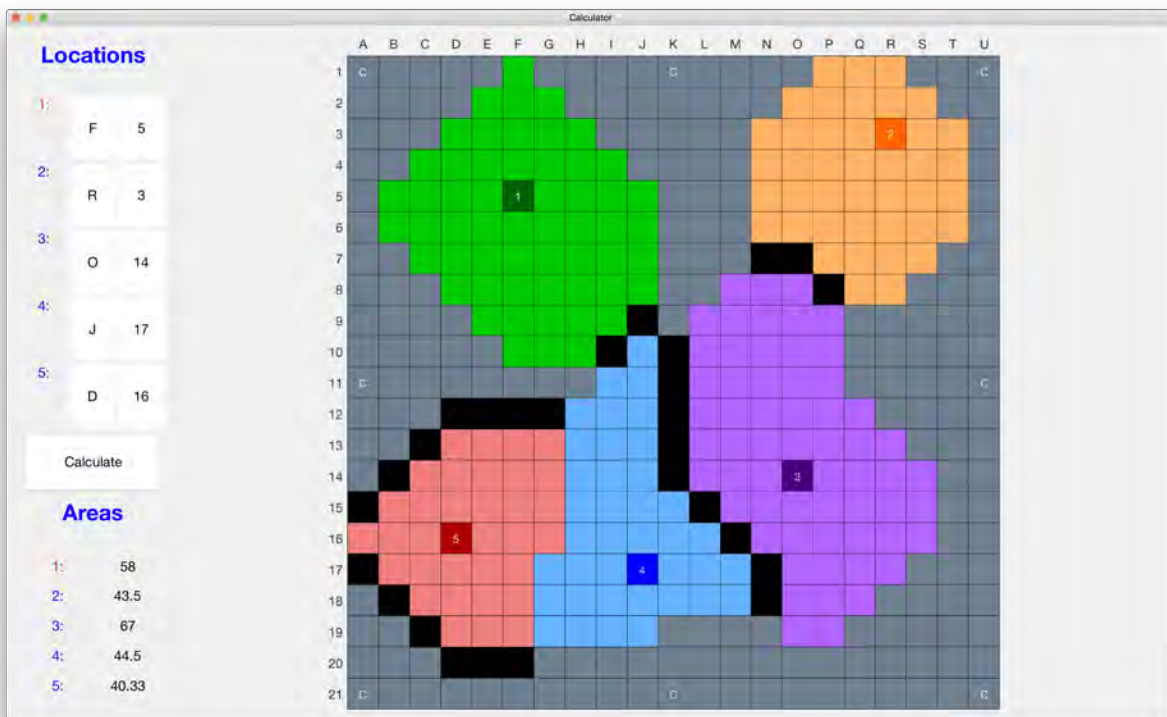 Calculator
Locations
1:
F 5
2:
R 3
3:
O 14
4:
J 17
5:
D 16
Calculate
Areas
1: 58
2: 43.5
3: 67
4: 44.5
5: 40.33
A B C D E F G H I J K L M N O P Q R S T U
1 C C C
2
3 2
4
5 1
6
7
8
9
10
11 C C
12
13
14 3
15
16 5
17 4
18
19
20
21 C C C